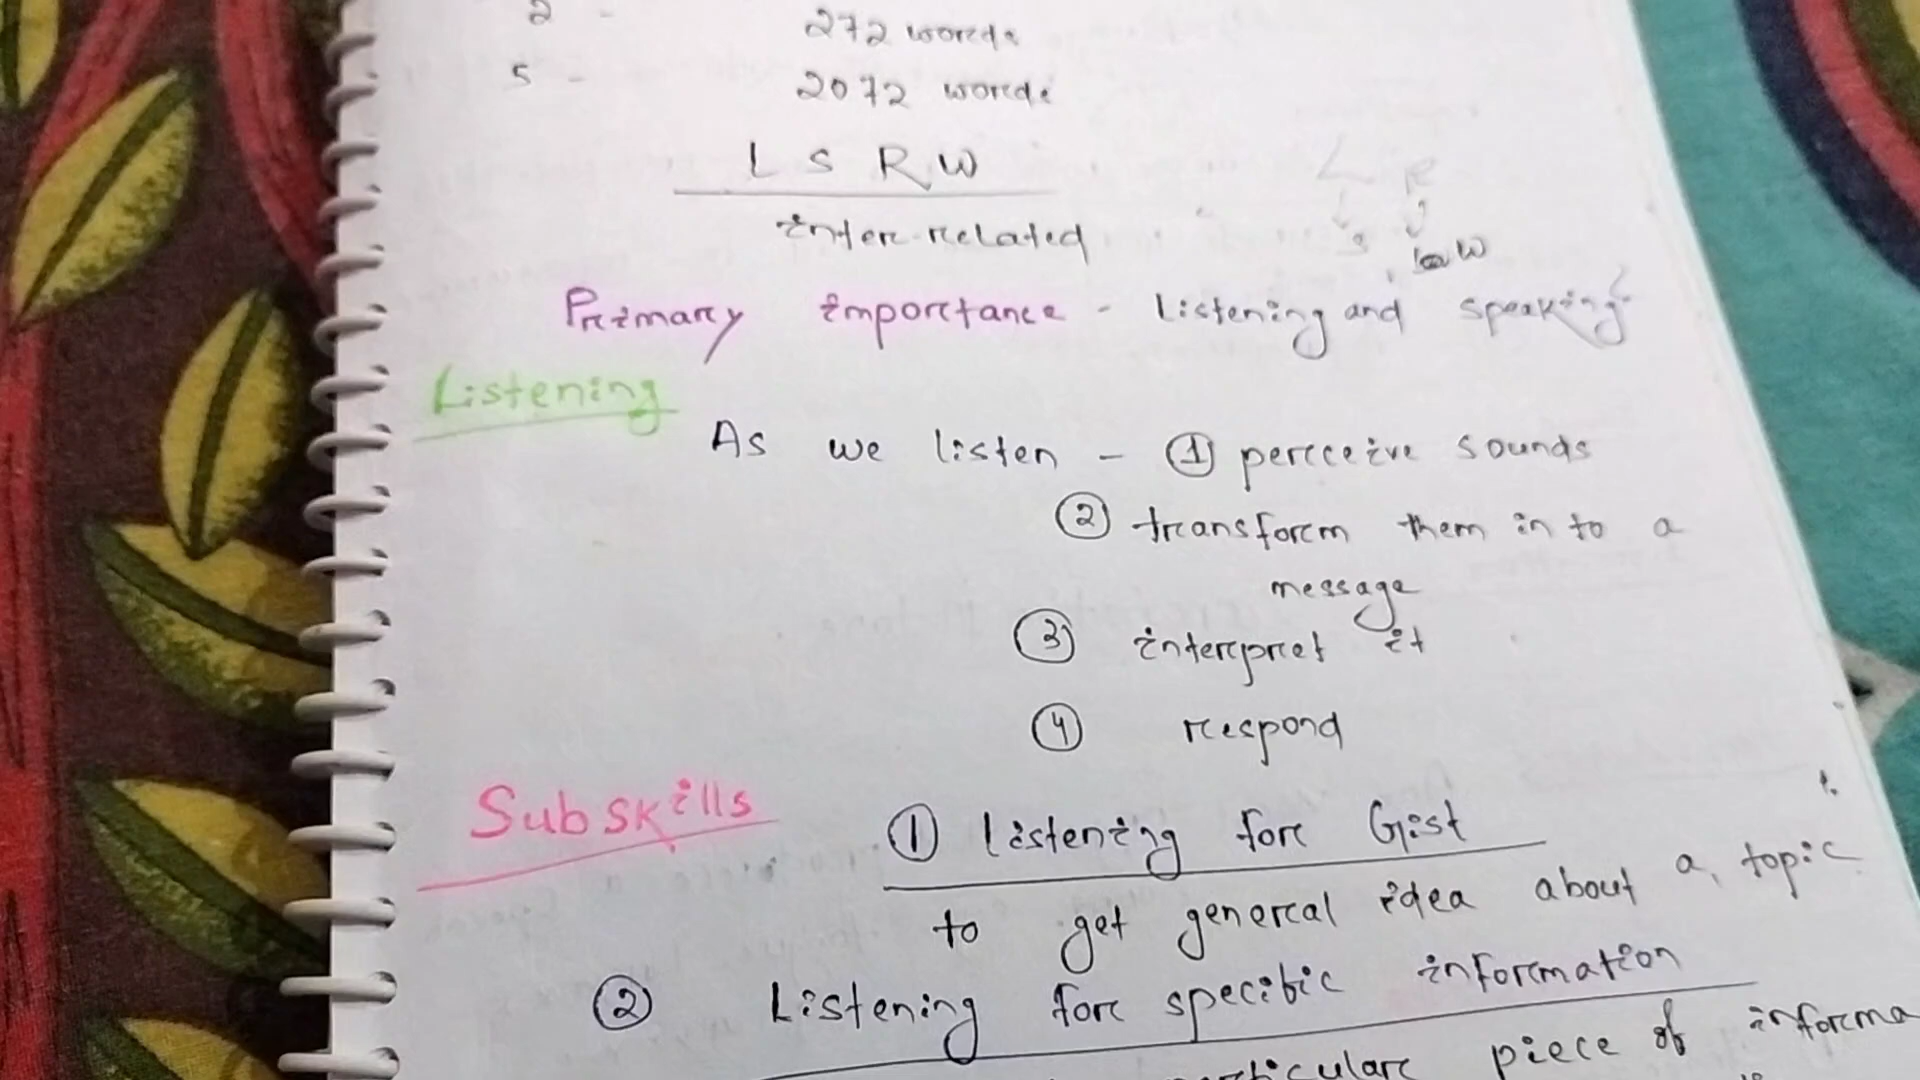 2 - 272 words
5 - 2072 words
L S R W
inter-related
L R
s
W
Primary importance - Listening and speaking
Listening
As we listen - ① perceive sounds
② transform them in to a
message
③ interpret it
④ respond
Subskills
① Listening for Gist
to get general idea about a topic
② Listening for specific information
particular piece of informa